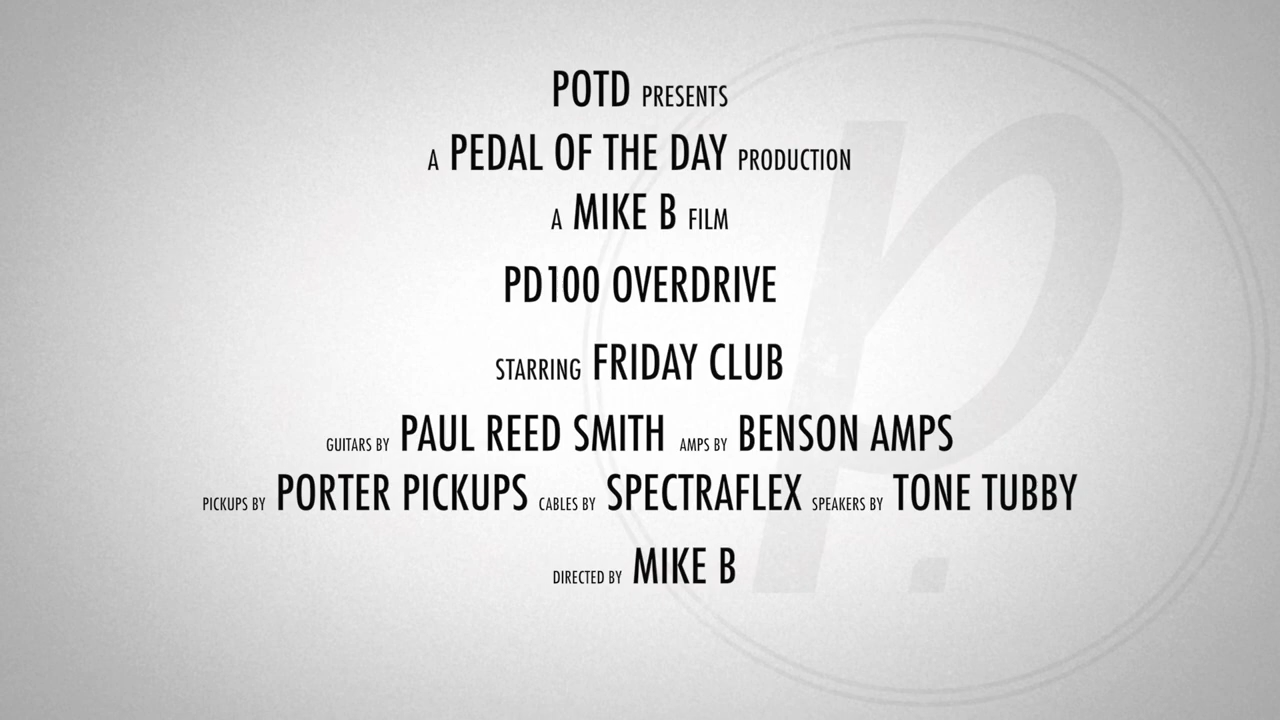 POTD PRESENTS
A PEDAL OF THE DAY PRODUCTION
A MIKE B FILM
PD100 OVERDRIVE
STARRING FRIDAY CLUB
GUITARS BY PAUL REED SMITH AMPS BY BENSON AMPS
PICKUPS BY PORTER PICKUPS CABLES BY SPECTRAFLEX SPEAKERS BY TONE TUBBY
DIRECTED BY MIKE B
p.